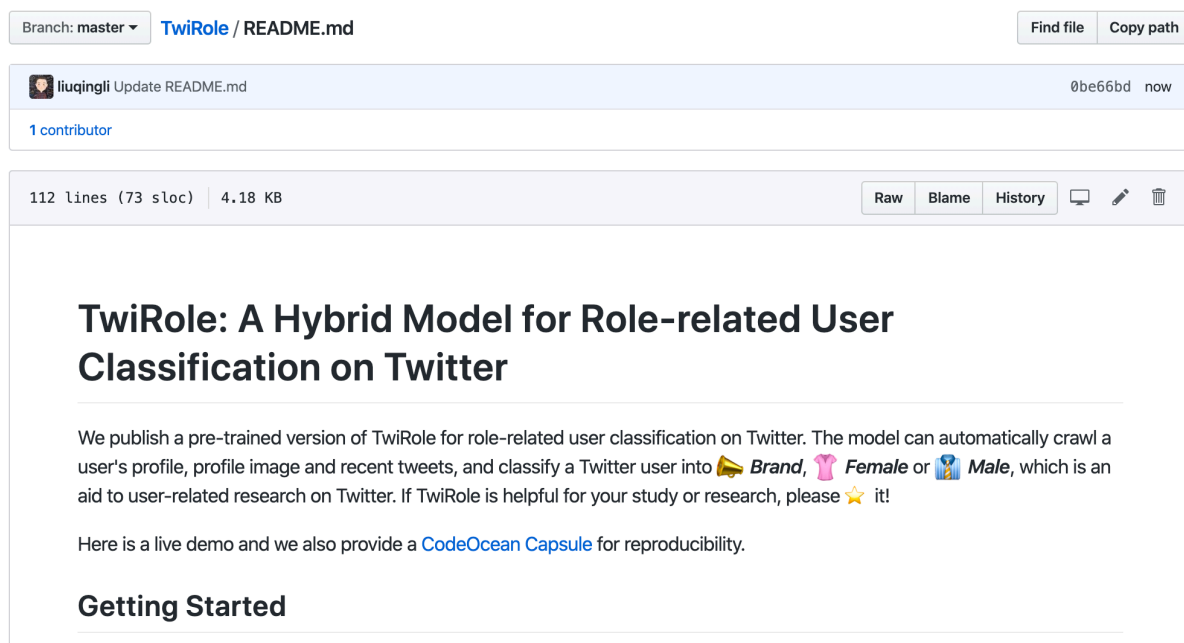 Branch: master
TwiRole / README.md
Find file
Copy path
liuqingli Update README.md
0be66bd now
1 contributor
112 lines (73 sloc)
4.18 KB
Raw
Blame
History
TwiRole: A Hybrid Model for Role-related User
Classification on Twitter
We publish a pre-trained version of TwiRole for role-related user classification on Twitter. The model can automatically crawl a
user's profile, profile image and recent tweets, and classify a Twitter user into Brand, Female or Male, which is an
aid to user-related research on Twitter. If TwiRole is helpful for your study or research, please it!
Here is a live demo and we also provide a CodeOcean Capsule for reproducibility.
Getting Started